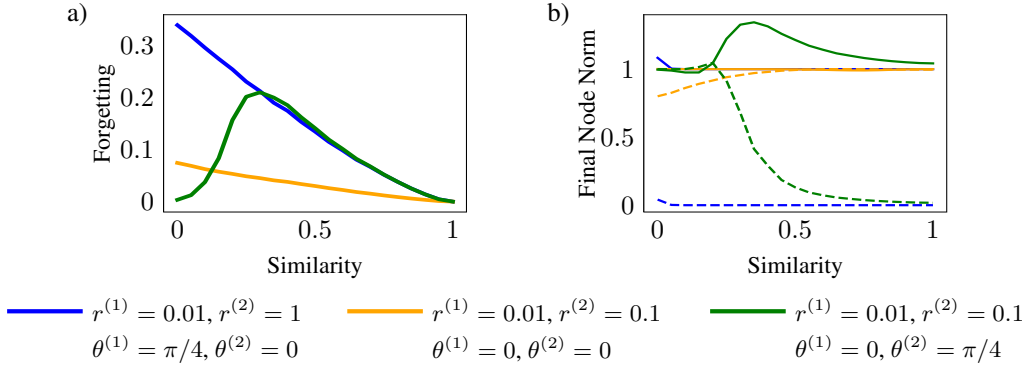 a)
0.3
0.2
0.1
0
Forgetting
0 0.5 1
Similarity
b)
1
0.5
0
Final Node Norm
0 0.5 1
Similarity
r⁽¹⁾ = 0.01, r⁽²⁾ = 1
θ⁽¹⁾ = π/4, θ⁽²⁾ = 0
r⁽¹⁾ = 0.01, r⁽²⁾ = 0.1
θ⁽¹⁾ = 0, θ⁽²⁾ = 0
r⁽¹⁾ = 0.01, r⁽²⁾ = 0.1
θ⁽¹⁾ = 0, θ⁽²⁾ = π/4